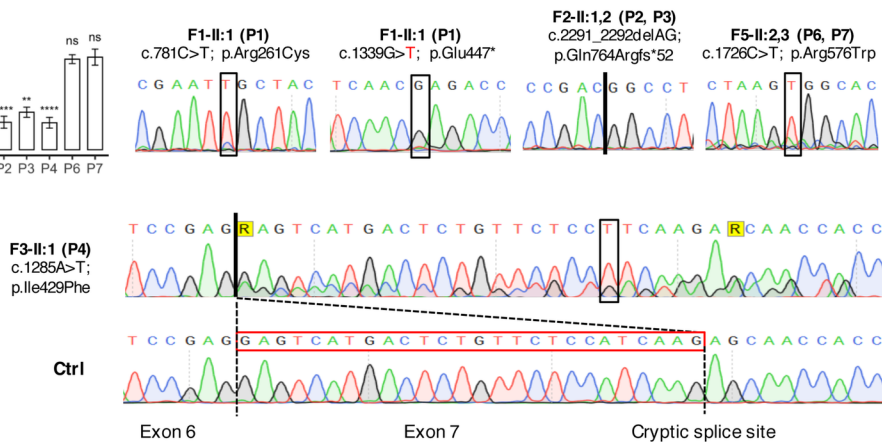 ns
ns
***
**
****
P2 P3 P4 P6 P7
F1-II:1 (P1)
c.781C>T; p.Arg261Cys
C G A A T T G C T A C
F1-II:1 (P1)
c.1339G>T; p.Glu447*
T C A A C G A G A C C
F2-II:1,2 (P2, P3)
c.2291_2292delAG;
p.Gln764Argfs*52
C C G A C G G C C T
F5-II:2,3 (P6, P7)
c.1726C>T; p.Arg576Trp
C T A A G T G G C A C
F3-II:1 (P4)
c.1285A>T;
p.Ile429Phe
T C C G A G R A G T C A T G A C T C T G T T C T C C T T C A A G A R C A A C C A C C
Ctrl
T C C G A G G A G T C A T G A C T C T G T T C T C C A T C A A G A G C A A C C A C C
Exon 6
Exon 7
Cryptic splice site